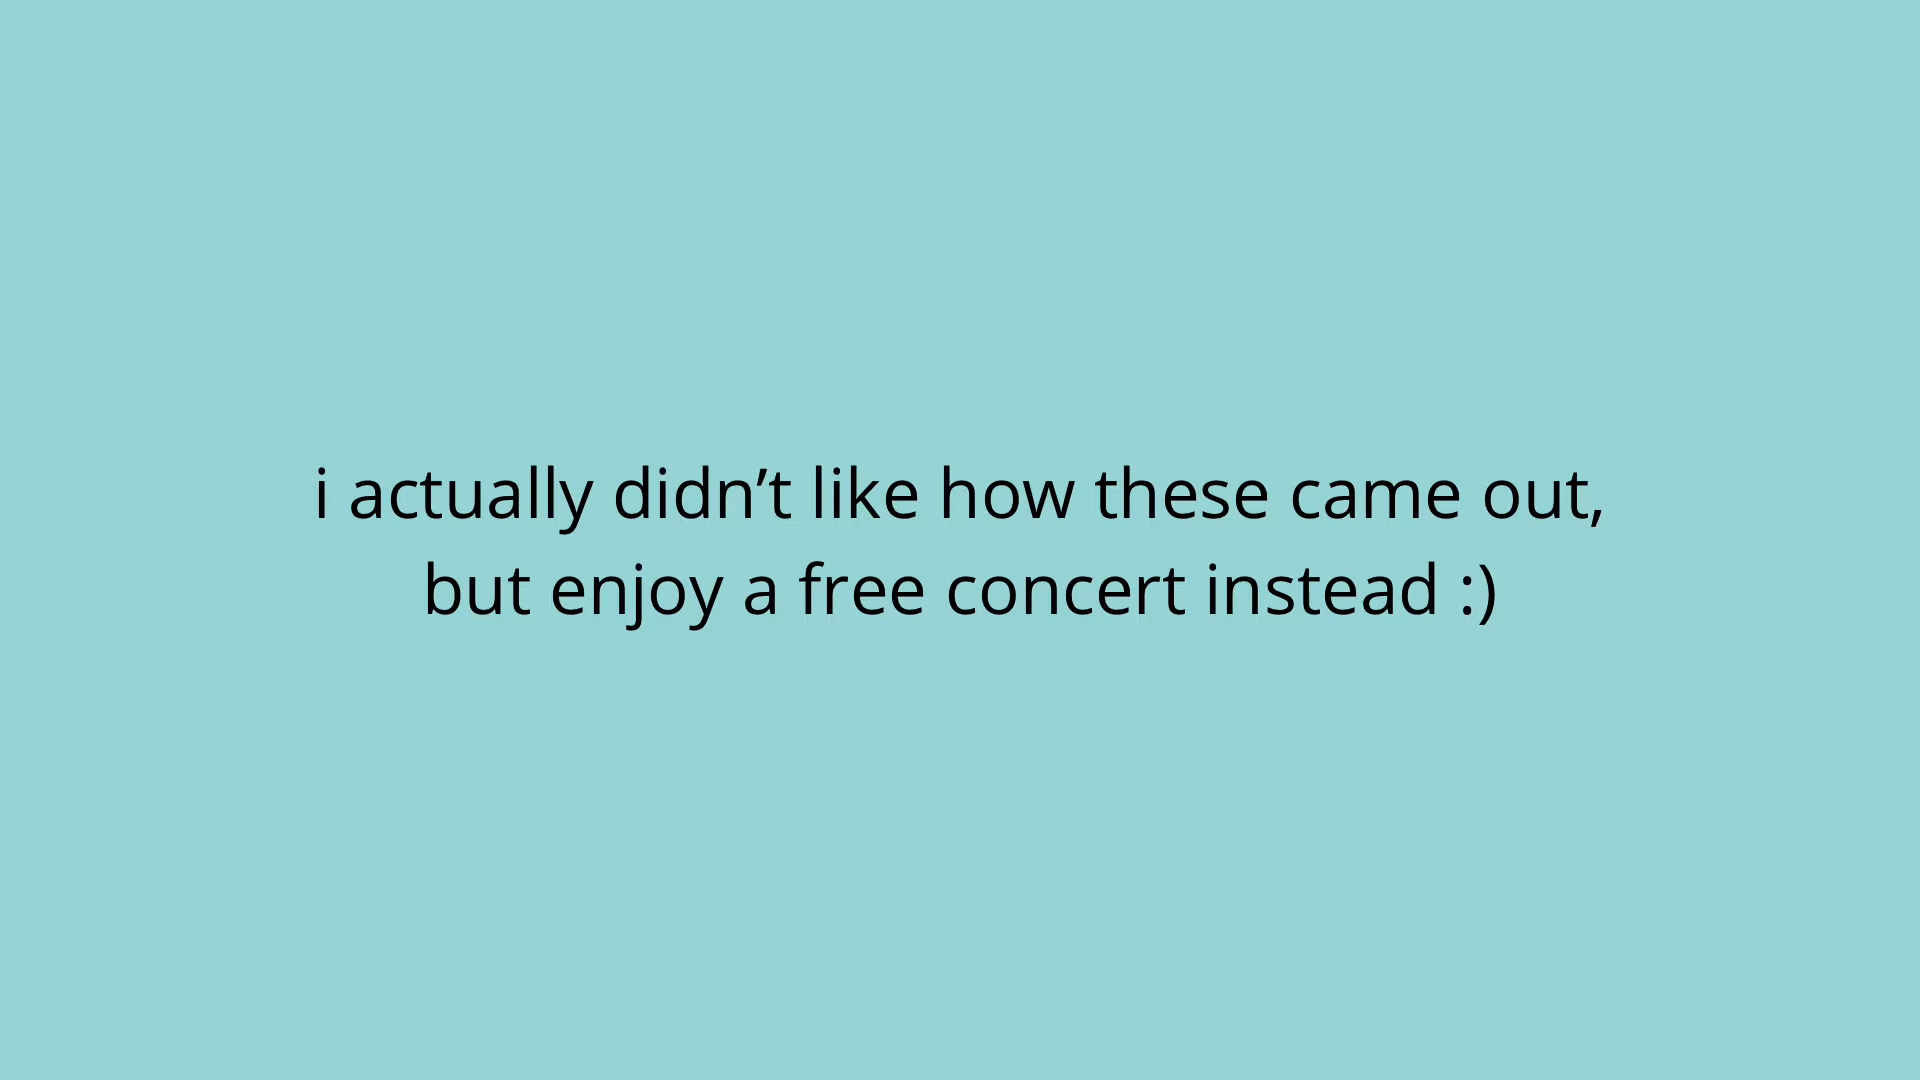 i actually didn’t like how these came out,
but enjoy a free concert instead :)